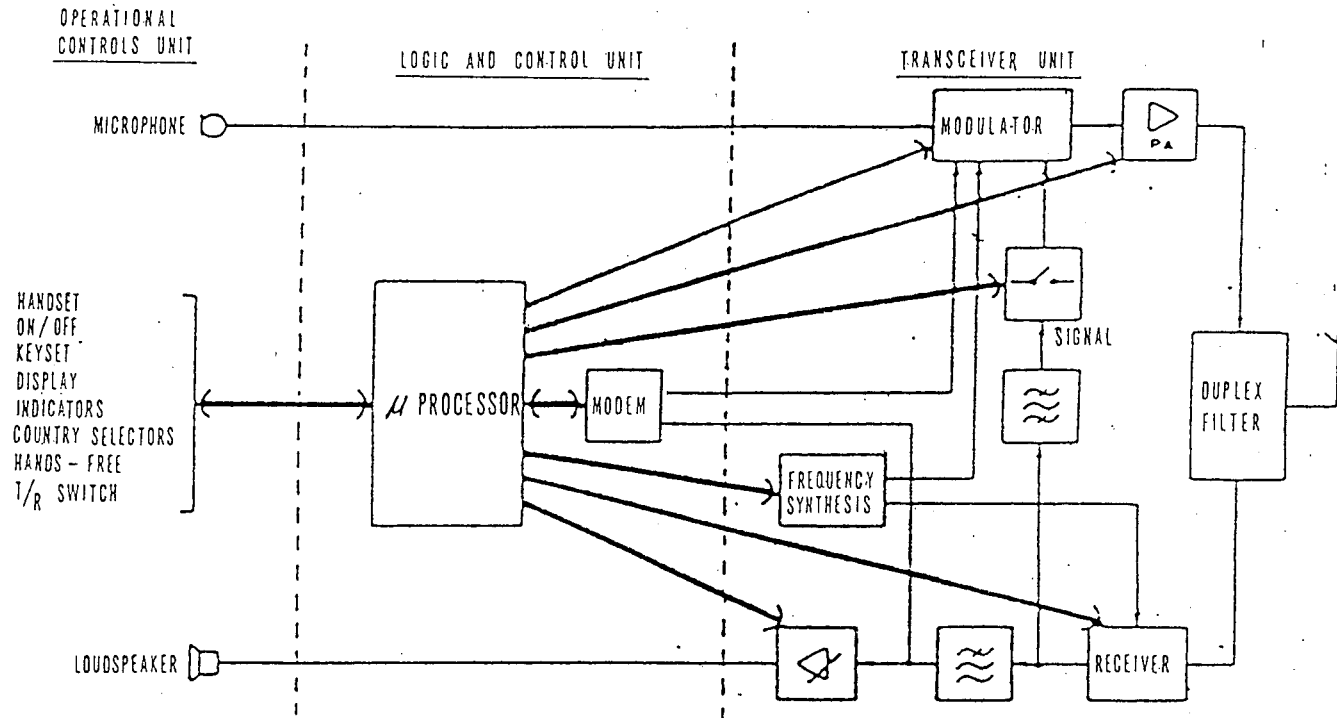 OPERATIONAL
CONTROLS UNIT
LOGIC AND CONTROL UNIT
TRANSCEIVER UNIT
MICROPHONE
MODULATOR
PA
HANDSET
ON/OFF
KEYSET
DISPLAY
INDICATORS
COUNTRY SELECTORS
HANDS-FREE
T/R SWITCH
μ PROCESSOR
MODEM
SIGNAL
DUPLEX
FILTER
FREQUENCY
SYNTHESIS
LOUDSPEAKER
RECEIVER